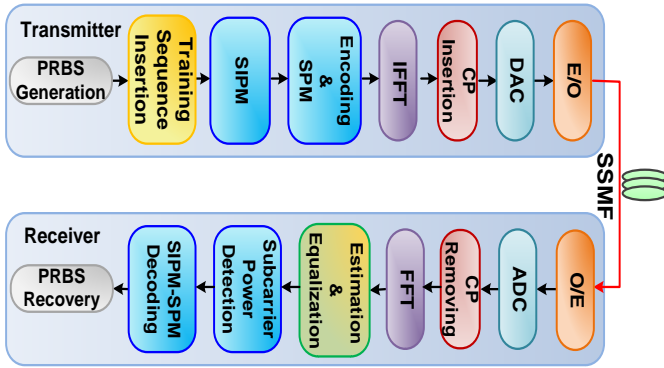 Transmitter
PRBS
Generation
Training
Sequence
Insertion
SIPM
Encoding
&
SPM
IFFT
CP
Insertion
DAC
E/O
SSMF
Receiver
PRBS
Recovery
SIPM-SPM
Decoding
Subcarrier
Power
Detection
Estimation
&
Equalization
FFT
CP
Removing
ADC
O/E